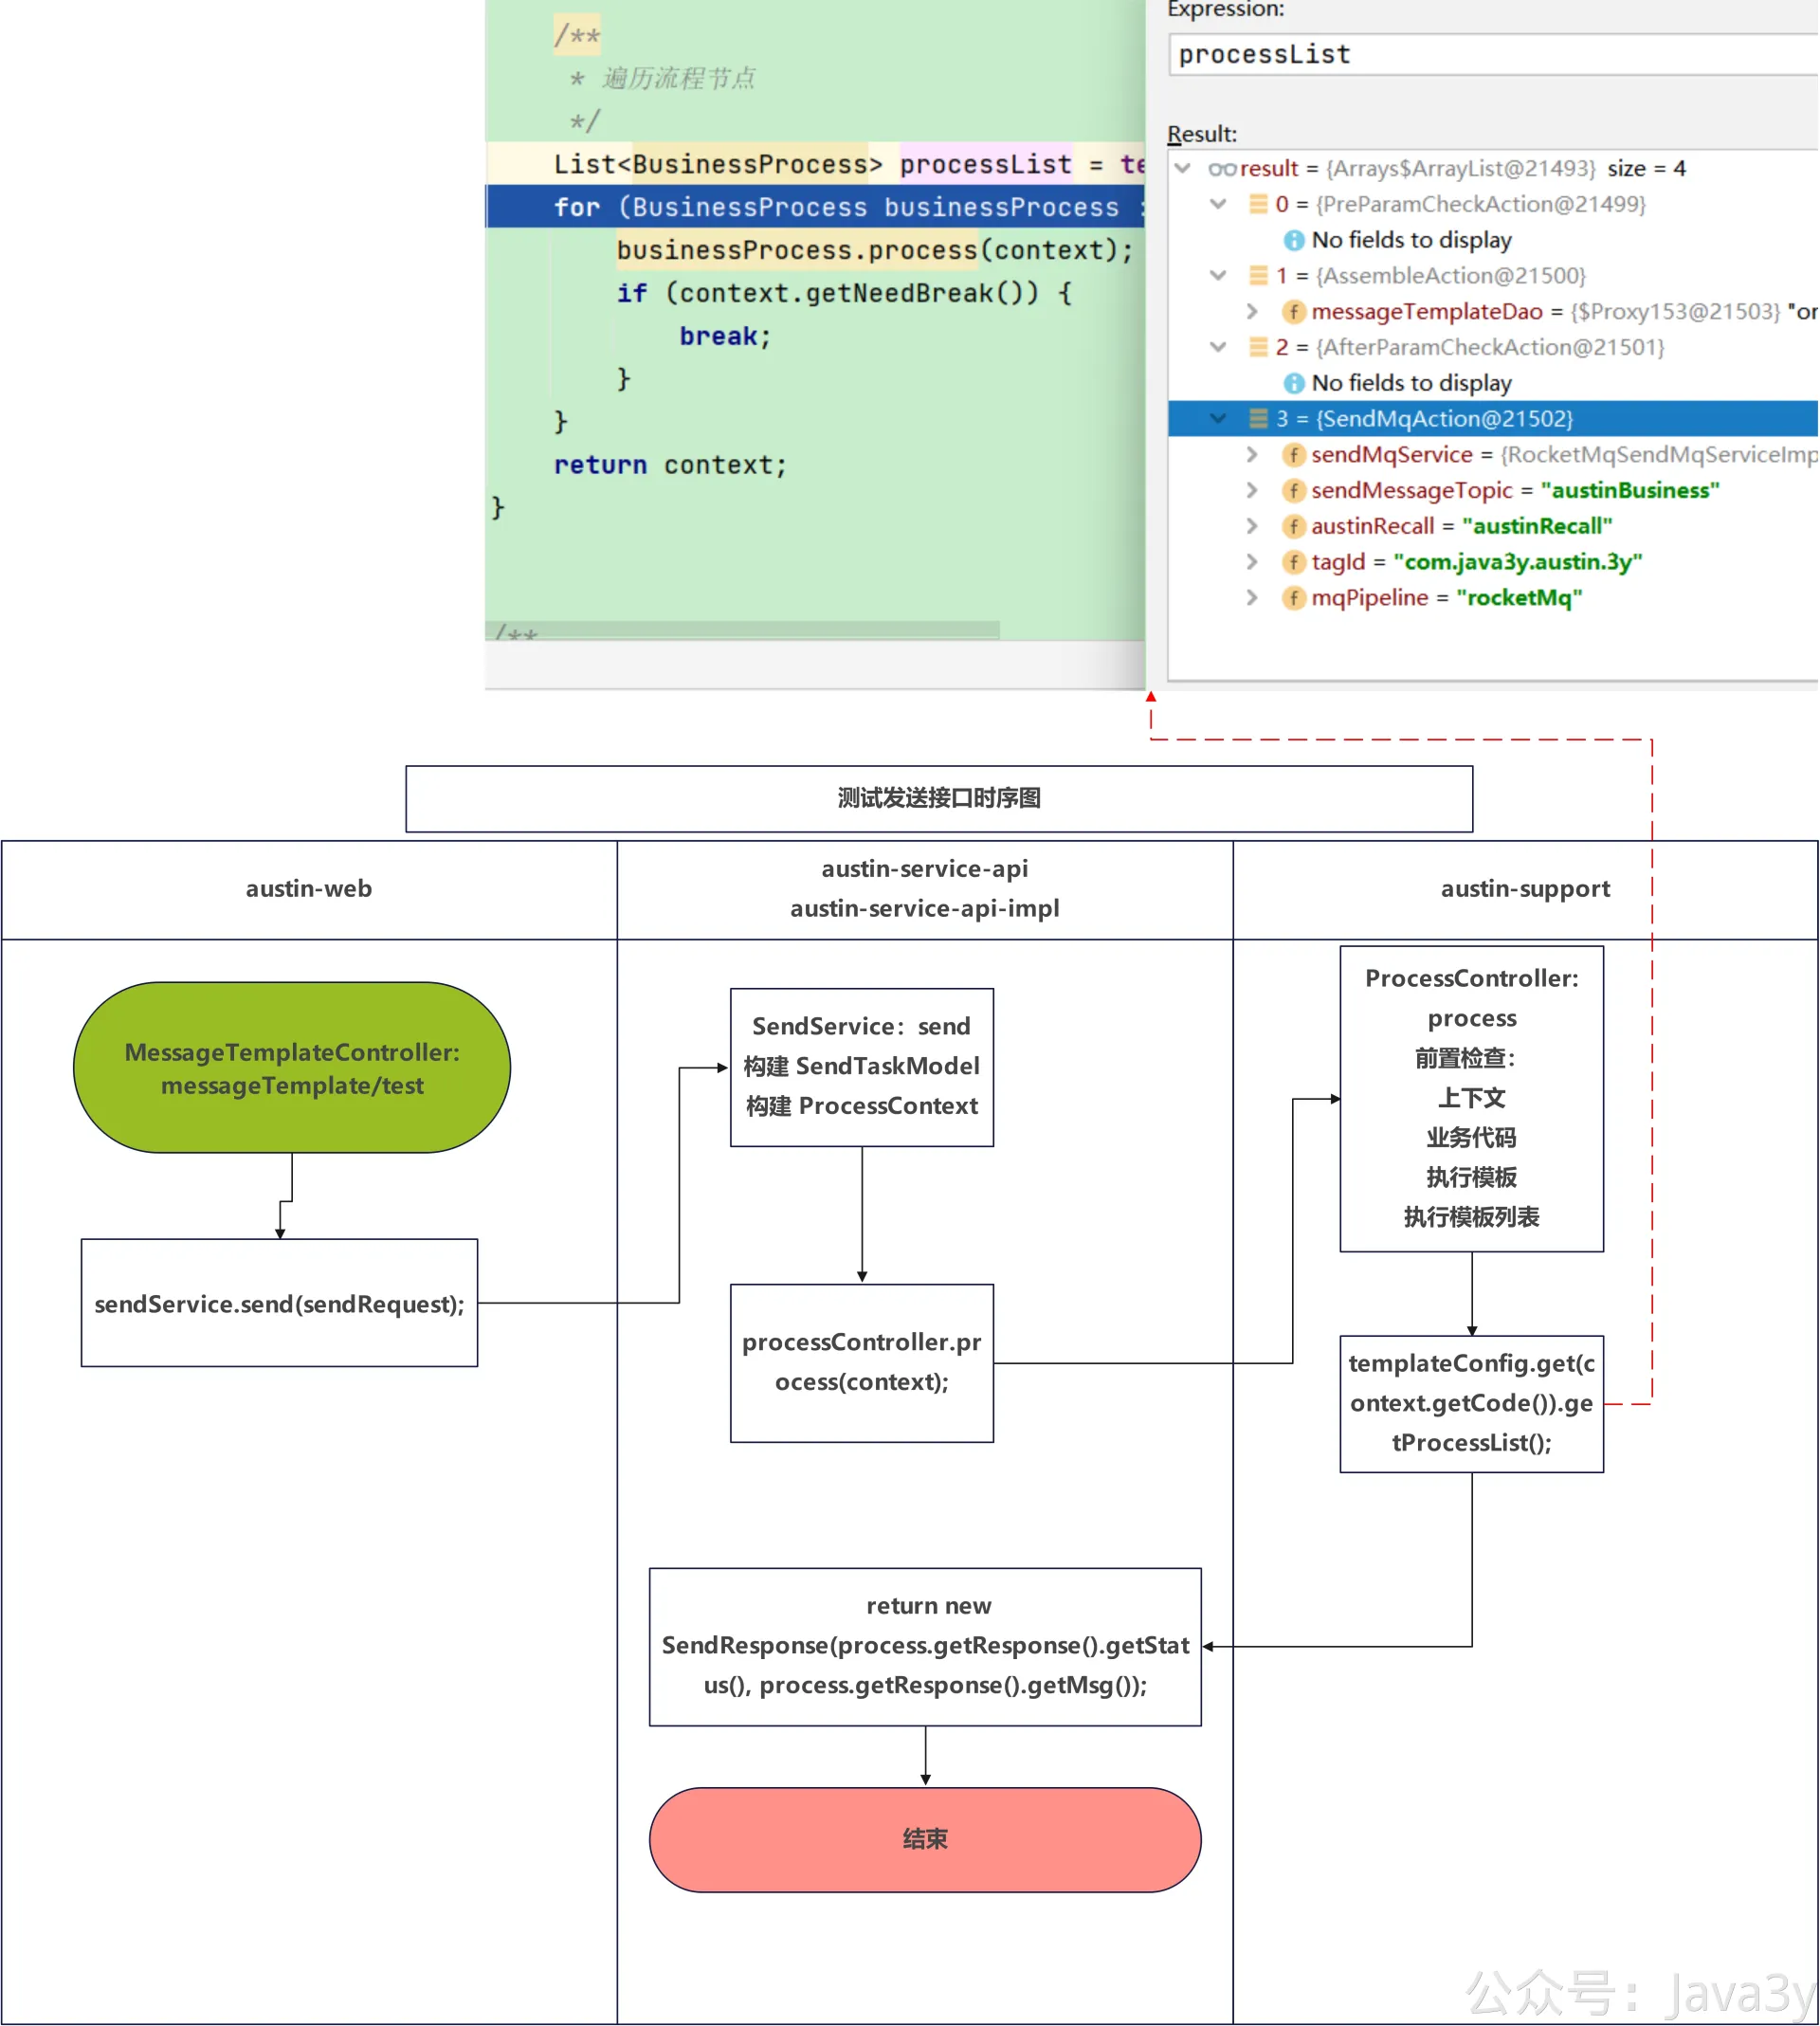 /**
* 遍历流程节点
*/
List<BusinessProcess> processList = te
for (BusinessProcess businessProcess :
businessProcess.process(context);
if (context.getNeedBreak()) {
break;
}
}
return context;
}
/**
Expression:
processList
Result:
result = {Arrays$ArrayList@21493} size = 4
0 = {PreParamCheckAction@21499}
No fields to display
1 = {AssembleAction@21500}
messageTemplateDao = {$Proxy153@21503} "or
2 = {AfterParamCheckAction@21501}
No fields to display
3 = {SendMqAction@21502}
sendMqService = {RocketMqSendMqServiceImp
sendMessageTopic = "austinBusiness"
austinRecall = "austinRecall"
tagId = "com.java3y.austin.3y"
mqPipeline = "rocketMq"
测试发送接口时序图
austin-web
austin-service-api
austin-service-api-impl
austin-support
MessageTemplateController:
messageTemplate/test
sendService.send(sendRequest);
SendService：send
构建 SendTaskModel
构建 ProcessContext
processController.pr
ocess(context);
ProcessController:
process
前置检查：
上下文
业务代码
执行模板
执行模板列表
templateConfig.get(c
ontext.getCode()).ge
tProcessList();
return new
SendResponse(process.getResponse().getStat
us(), process.getResponse().getMsg());
结束
公众号：Java3y